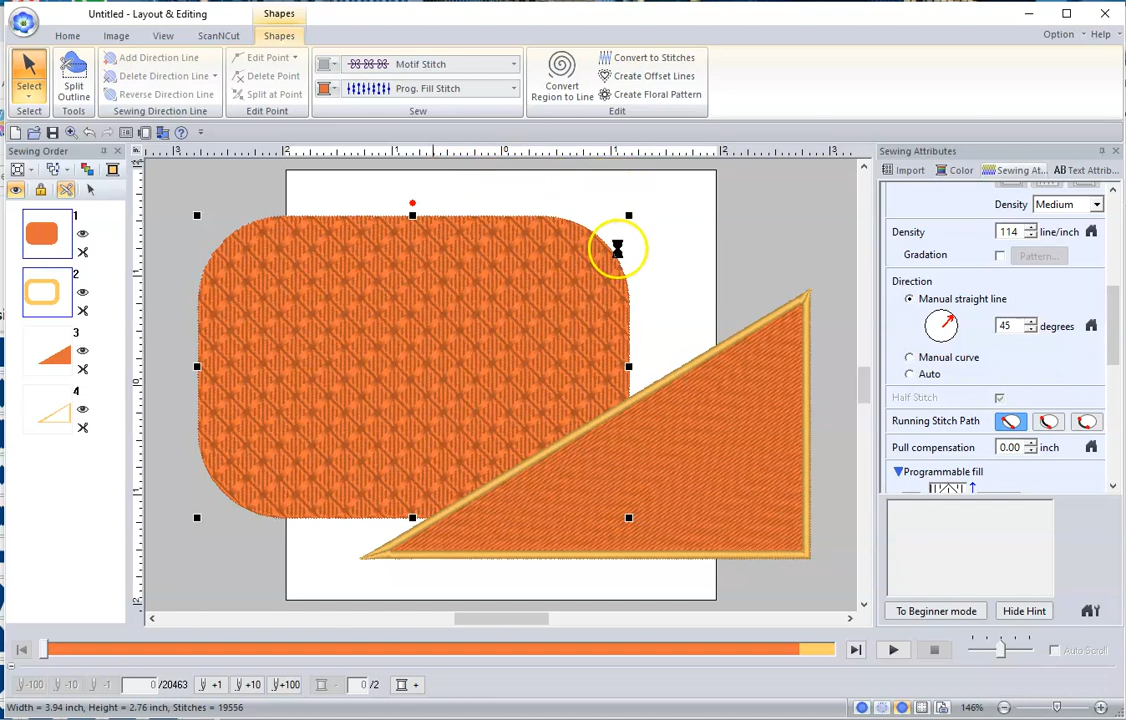 Untitled - Layout & Editing
Shapes
Home
Image
View
ScanNCut
Shapes
Option
Help
Select
Split Outline
Add Direction Line
Delete Direction Line
Reverse Direction Line
Edit Point
Delete Point
Split at Point
Motif Stitch
Prog. Fill Stitch
Convert Region to Line
Convert to Stitches
Create Offset Lines
Create Floral Pattern
Select
Tools
Sewing Direction Line
Edit Point
Sew
Edit
Sewing Order
1
2
3
4
Sewing Attributes
Import
Color
Sewing At...
Text Attrib...
Density Medium
Density 114 line/inch
Gradation Pattern...
Direction
Manual straight line
45 degrees
Manual curve
Auto
Half Stitch
Running Stitch Path
Pull compensation 0.00 inch
Programmable fill
To Beginner mode
Hide Hint
Auto Scroll
-100 -10 -1 0 /20463 +1 +10 +100 - 0 /2 +
Width = 3.94 inch, Height = 2.76 inch, Stitches = 19556
146%